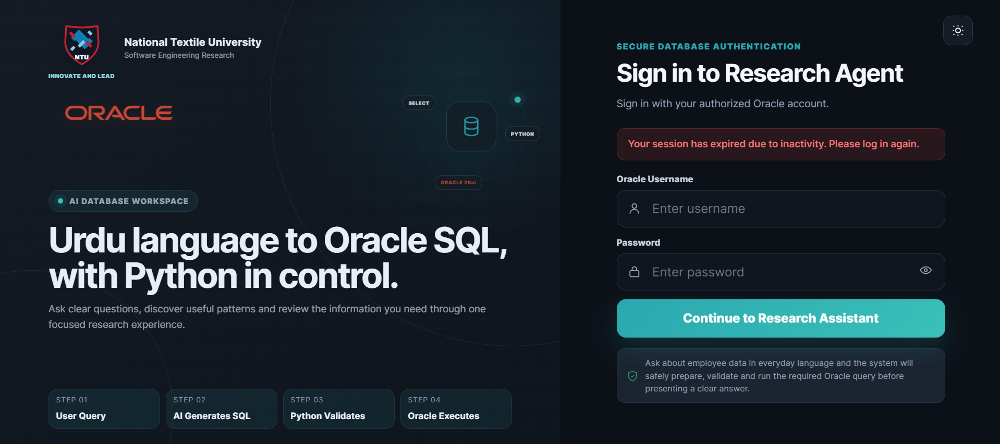 NTU
INNOVATE AND LEAD
National Textile University
Software Engineering Research
ORACLE
SELECT
PYTHON
ORACLE 26ai
AI DATABASE WORKSPACE
Urdu language to Oracle SQL,
with Python in control.
Ask clear questions, discover useful patterns and review the information you need through one
focused research experience.
STEP 01
User Query
STEP 02
AI Generates SQL
STEP 03
Python Validates
STEP 04
Oracle Executes
SECURE DATABASE AUTHENTICATION
Sign in to Research Agent
Sign in with your authorized Oracle account.
Your session has expired due to inactivity. Please log in again.
Oracle Username
Enter username
Password
Enter password
Continue to Research Assistant
Ask about employee data in everyday language and the system will
safely prepare, validate and run the required Oracle query before
presenting a clear answer.